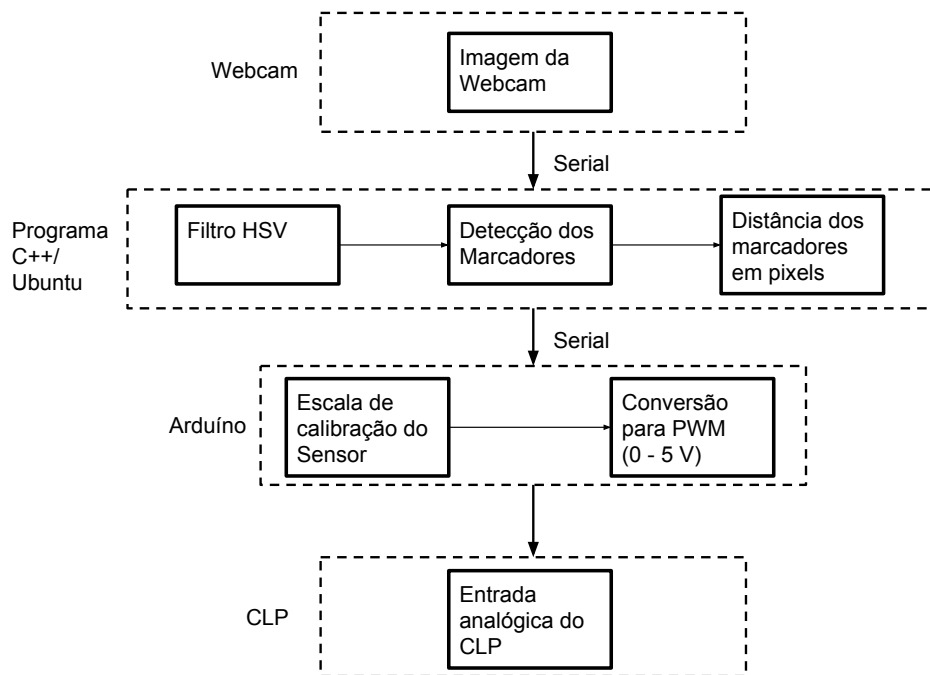 Webcam
Imagem da
Webcam
Serial
Programa
C++/
Ubuntu
Filtro HSV
Detecção dos
Marcadores
Distância dos
marcadores
em pixels
Serial
Arduíno
Escala de
calibração do
Sensor
Conversão
para PWM
(0 - 5 V)
CLP
Entrada
analógica do
CLP